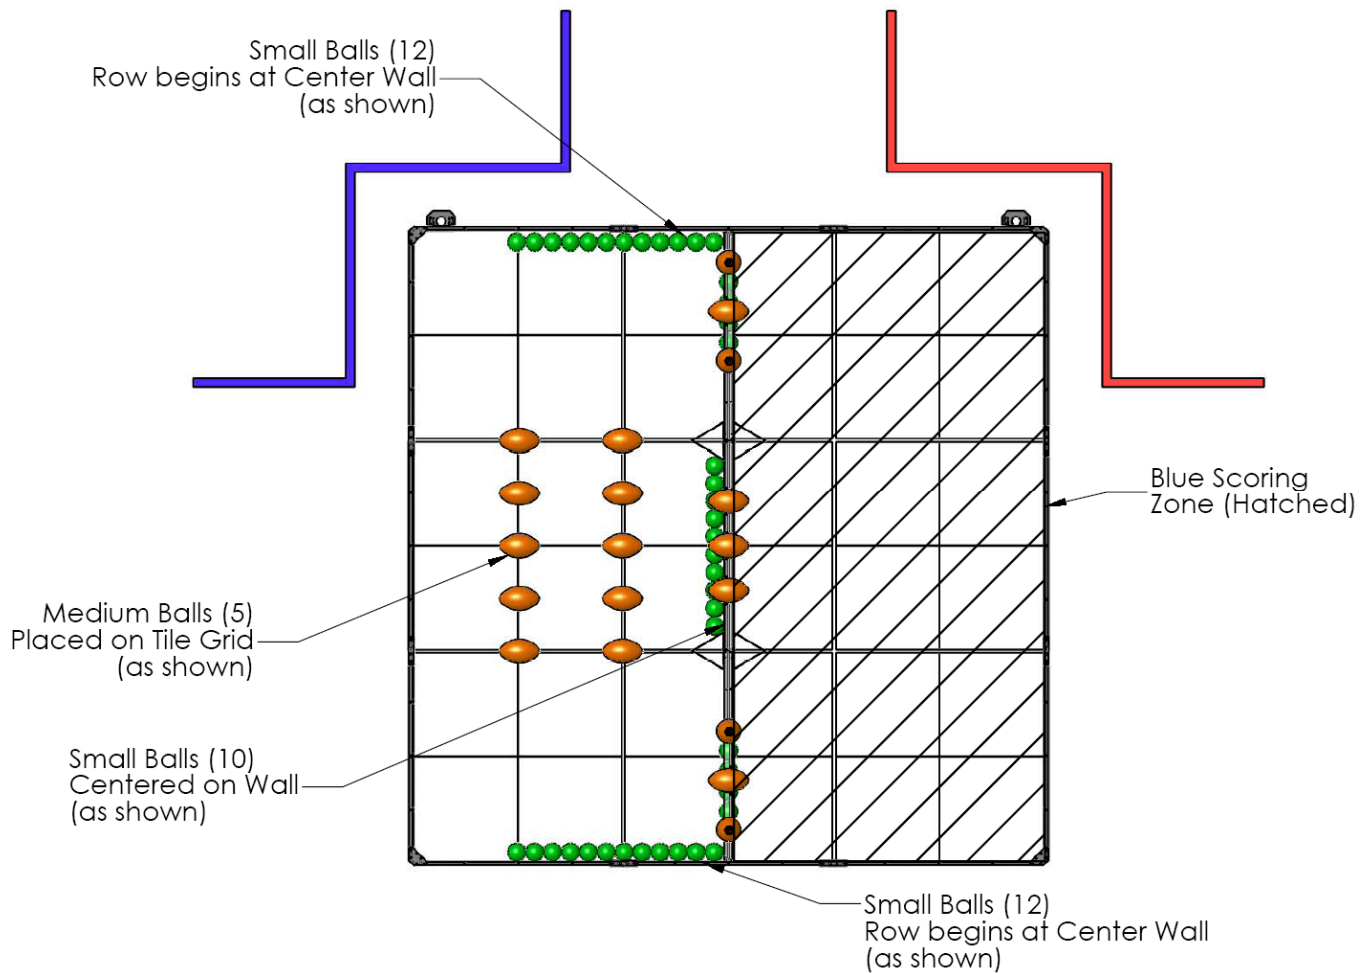 Small Balls (12)
Row begins at Center Wall
(as shown)
Blue Scoring
Zone (Hatched)
Medium Balls (5)
Placed on Tile Grid
(as shown)
Small Balls (10)
Centered on Wall
(as shown)
Small Balls (12)
Row begins at Center Wall
(as shown)